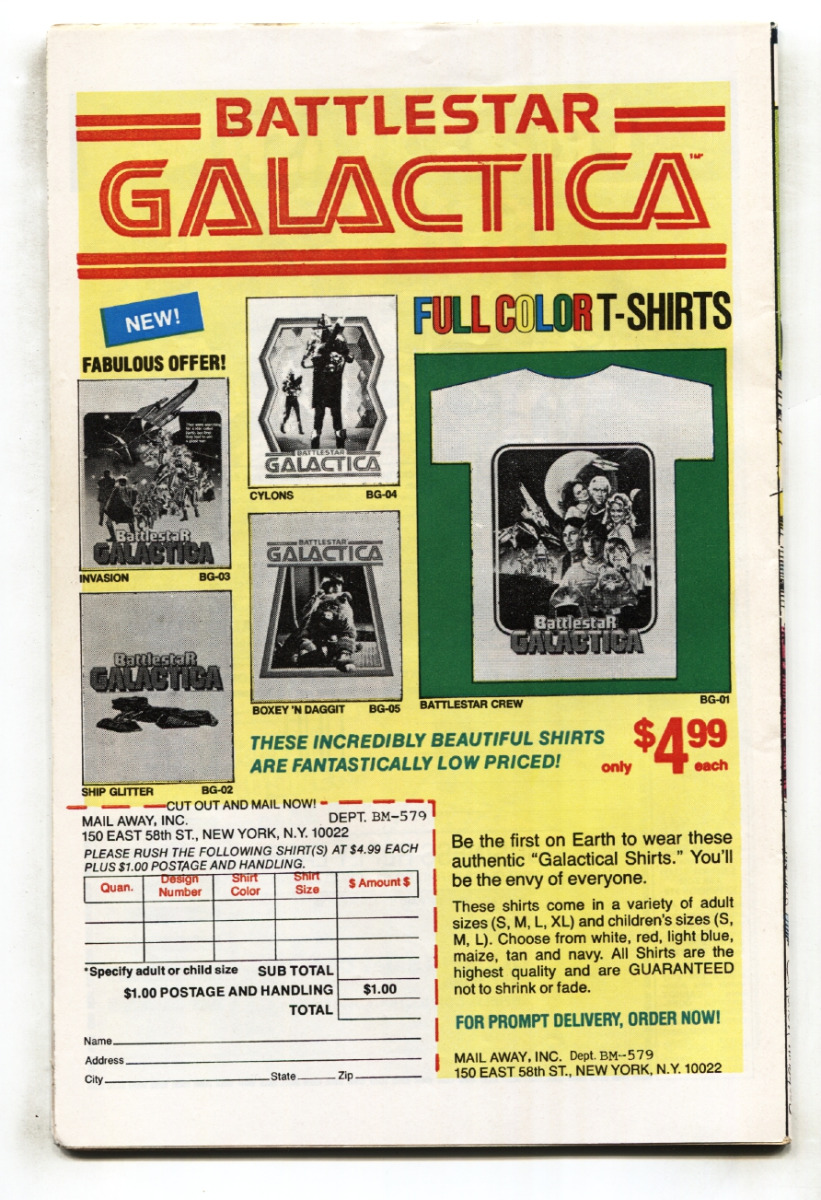 BATTLESTAR
GALACTICA™
NEW!
FABULOUS OFFER!
FULL COLOR T-SHIRTS
BattlestaR
GALACTICA
INVASION BG-03
BATTLESTAR
GALACTICA
CYLONS BG-04
BattlestaR
GALACTICA
SHIP GLITTER BG-02
BATTLESTAR
GALACTICA
BOXEY 'N DAGGIT BG-05
BattlestaR
GALACTICA
BATTLESTAR CREW BG-01
THESE INCREDIBLY BEAUTIFUL SHIRTS
ARE FANTASTICALLY LOW PRICED!
only $4.99 each
CUT OUT AND MAIL NOW!
MAIL AWAY, INC. DEPT. BM-579
150 EAST 58th ST., NEW YORK, N.Y. 10022
PLEASE RUSH THE FOLLOWING SHIRT(S) AT $4.99 EACH
PLUS $1.00 POSTAGE AND HANDLING.
Quan. Design Number Shirt Color Shirt Size $ Amount $
*Specify adult or child size SUB TOTAL
$1.00 POSTAGE AND HANDLING $1.00
TOTAL
Name
Address
City State Zip
Be the first on Earth to wear these
authentic “Galactical Shirts.” You’ll
be the envy of everyone.
These shirts come in a variety of adult
sizes (S, M, L, XL) and children’s sizes (S,
M, L). Choose from white, red, light blue,
maize, tan and navy. All Shirts are the
highest quality and are GUARANTEED
not to shrink or fade.
FOR PROMPT DELIVERY, ORDER NOW!
MAIL AWAY, INC. Dept. BM--579
150 EAST 58th ST., NEW YORK, N.Y. 10022